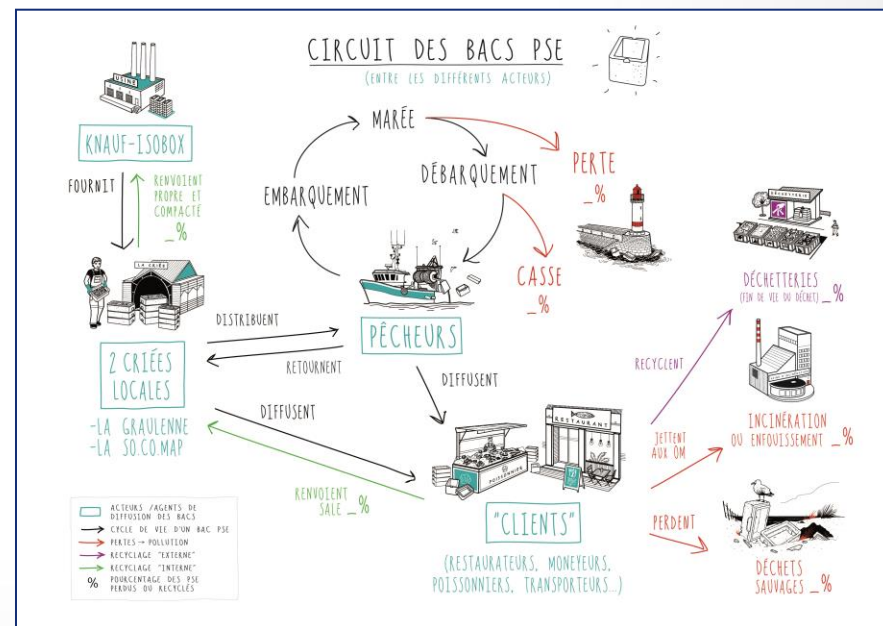 CIRCUIT DES BACS PSE
(ENTRE LES DIFFÉRENTS ACTEURS)
USINE
KNAUF-ISOBOX
FOURNIT
RENVOIENT
PROPRE ET
COMPACTÉ
_%
MARÉE
EMBARQUEMENT
DÉBARQUEMENT
PERTE
_%
CASSE
_%
LA CRIÉE
2 CRIÉES
LOCALES
-LA GRAULENNE
-LA SO.CO.MAP
DISTRIBUENT
RETOURNENT
PÊCHEURS
DIFFUSENT
DIFFUSENT
RENVOIENT
SALE _%
POISSONNIER
RESTAURANT
"CLIENTS"
(RESTAURATEURS, MONEYEURS,
POISSONNIERS, TRANSPORTEURS...)
RECYCLENT
DÉCHETTERIE
DÉCHETTERIES
(FIN DE VIE DU DÉCHET) _%
JETTENT
AUX OM
INCINÉRATION
OU ENFOUISSEMENT _%
PERDENT
DÉCHETS
SAUVAGES _%
ACTEURS /AGENTS DE
DIFFUSION DES BACS
CYCLE DE VIE D'UN BAC PSE
PERTES → POLLUTION
RECYCLAGE "EXTERNE"
RECYCLAGE "INTERNE"
% POURCENTAGE DES PSE
PERDUS OU RECYCLÉS